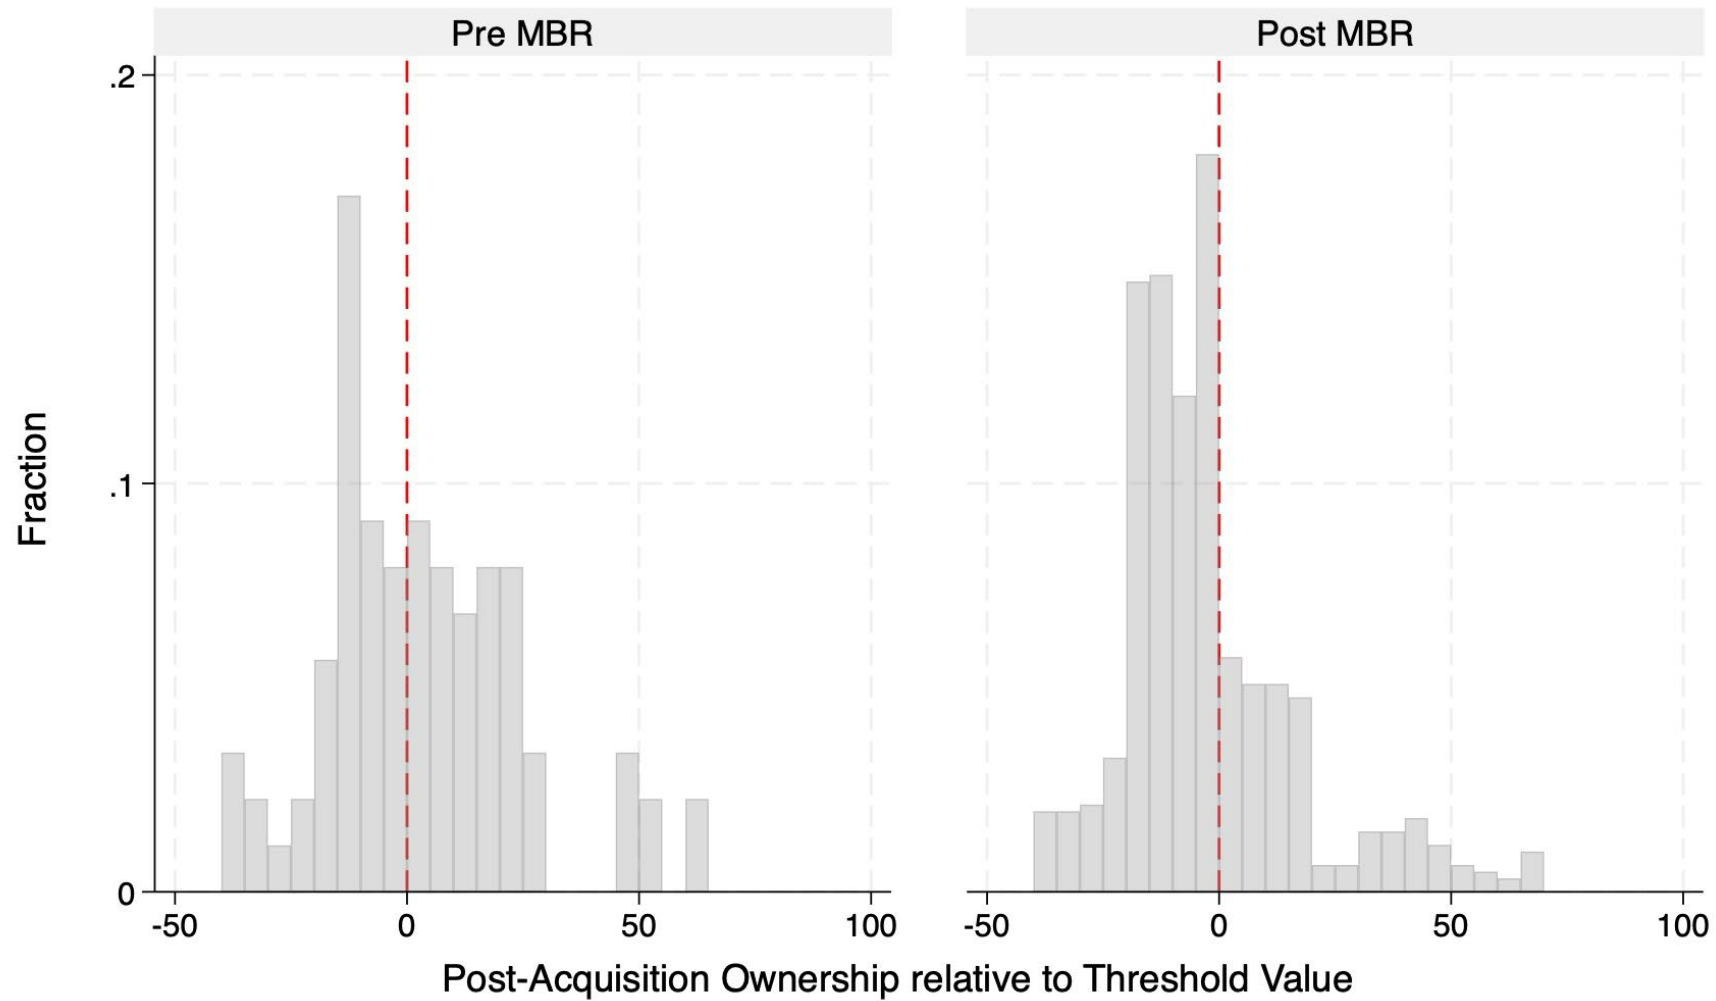 Pre MBR
Post MBR
.2
.1
0
Fraction
-50 0 50 100
-50 0 50 100
Post-Acquisition Ownership relative to Threshold Value